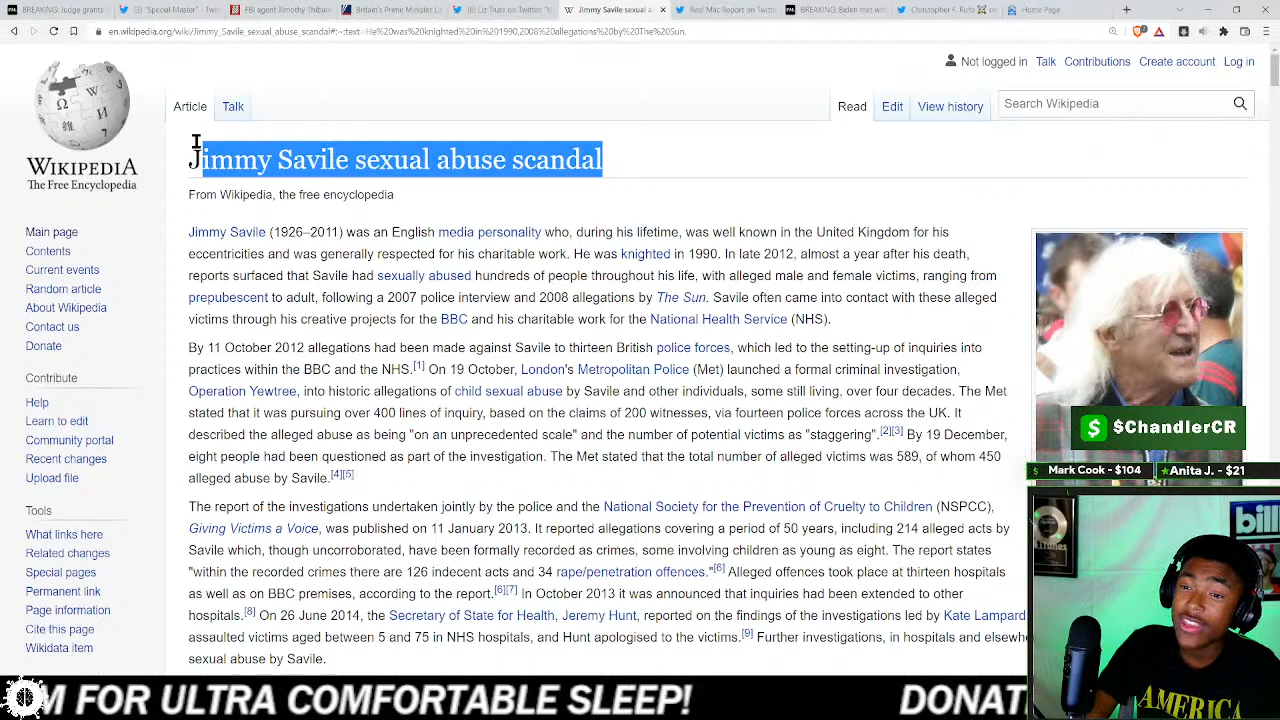 BREAKING: Judge grants
(3) "Special Master" - Twi
FBI agent Timothy Thibau
Britain's Prime Minister Liz
(6) Liz Truss on Twitter: "
Jimmy Savile sexual
Real Mac Report on Twitt
BREAKING: Biden met wit
Christopher F. Rufo
on
Home Page
en.wikipedia.org/wiki/Jimmy_Savile_sexual_abuse_scandal#:~:text=He%20was%20knighted%20in%201990,2008%20allegations%20by%20The%20Sun.
Not logged in Talk Contributions Create account Log in
Article Talk Read Edit View history Search Wikipedia
WIKIPEDIA
The Free Encyclopedia
Main page
Contents
Current events
Random article
About Wikipedia
Contact us
Donate
Contribute
Help
Learn to edit
Community portal
Recent changes
Upload file
Tools
What links here
Related changes
Special pages
Permanent link
Page information
Cite this page
Wikidata item
Jimmy Savile sexual abuse scandal
From Wikipedia, the free encyclopedia
Jimmy Savile (1926–2011) was an English media personality who, during his lifetime, was well known in the United Kingdom for his
eccentricities and was generally respected for his charitable work. He was knighted in 1990. In late 2012, almost a year after his death,
reports surfaced that Savile had sexually abused hundreds of people throughout his life, with alleged male and female victims, ranging from
prepubescent to adult, following a 2007 police interview and 2008 allegations by The Sun. Savile often came into contact with these alleged
victims through his creative projects for the BBC and his charitable work for the National Health Service (NHS).
By 11 October 2012 allegations had been made against Savile to thirteen British police forces, which led to the setting-up of inquiries into
practices within the BBC and the NHS.[1] On 19 October, London's Metropolitan Police (Met) launched a formal criminal investigation,
Operation Yewtree, into historic allegations of child sexual abuse by Savile and other individuals, some still living, over four decades. The Met
stated that it was pursuing over 400 lines of inquiry, based on the claims of 200 witnesses, via fourteen police forces across the UK. It
described the alleged abuse as being "on an unprecedented scale" and the number of potential victims as "staggering".[2][3] By 19 December,
eight people had been questioned as part of the investigation. The Met stated that the total number of alleged victims was 589, of whom 450
alleged abuse by Savile.[4][5]
The report of the investigations undertaken jointly by the police and the National Society for the Prevention of Cruelty to Children (NSPCC),
Giving Victims a Voice, was published on 11 January 2013. It reported allegations covering a period of 50 years, including 214 alleged acts by
Savile which, though uncorroborated, have been formally recorded as crimes, some involving children as young as eight. The report states
"within the recorded crimes there are 126 indecent acts and 34 rape/penetration offences."[6] Alleged offences took place at thirteen hospitals
as well as on BBC premises, according to the report.[6][7] In October 2013 it was announced that inquiries had been extended to other
hospitals.[8] On 26 June 2014, the Secretary of State for Health, Jeremy Hunt, reported on the findings of the investigations led by Kate Lampard
assaulted victims aged between 5 and 75 in NHS hospitals, and Hunt apologised to the victims.[9] Further investigations, in hospitals and elsewhe
sexual abuse by Savile.
$ChandlerCR
Mark Cook - $104
Anita J. - $21
bill
iTunes
AMERICA
M FOR ULTRA COMFORTABLE SLEEP! DONAT